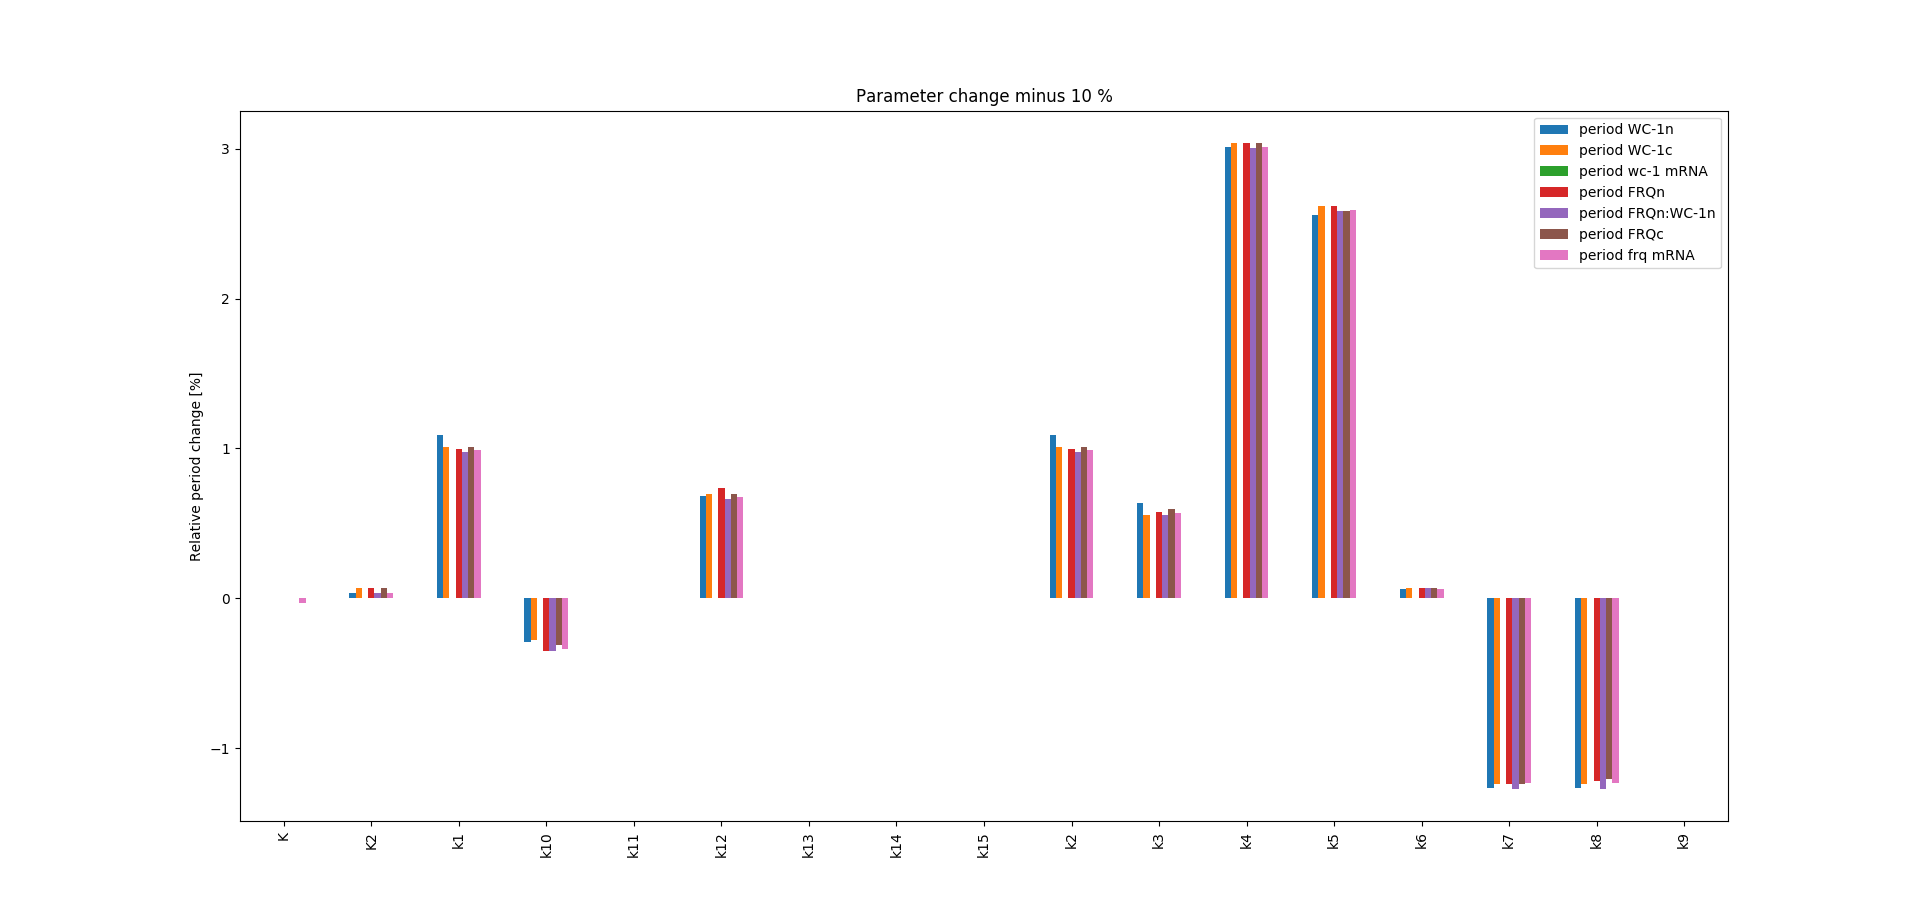 Parameter change minus 10 %
period WC-1n
period WC-1c
period wc-1 mRNA
period FRQn
period FRQn:WC-1n
period FRQc
period frq mRNA
Relative period change [%]
3
2
1
0
−1
K
K2
k1
k10
k11
k12
k13
k14
k15
k2
k3
k4
k5
k6
k7
k8
k9